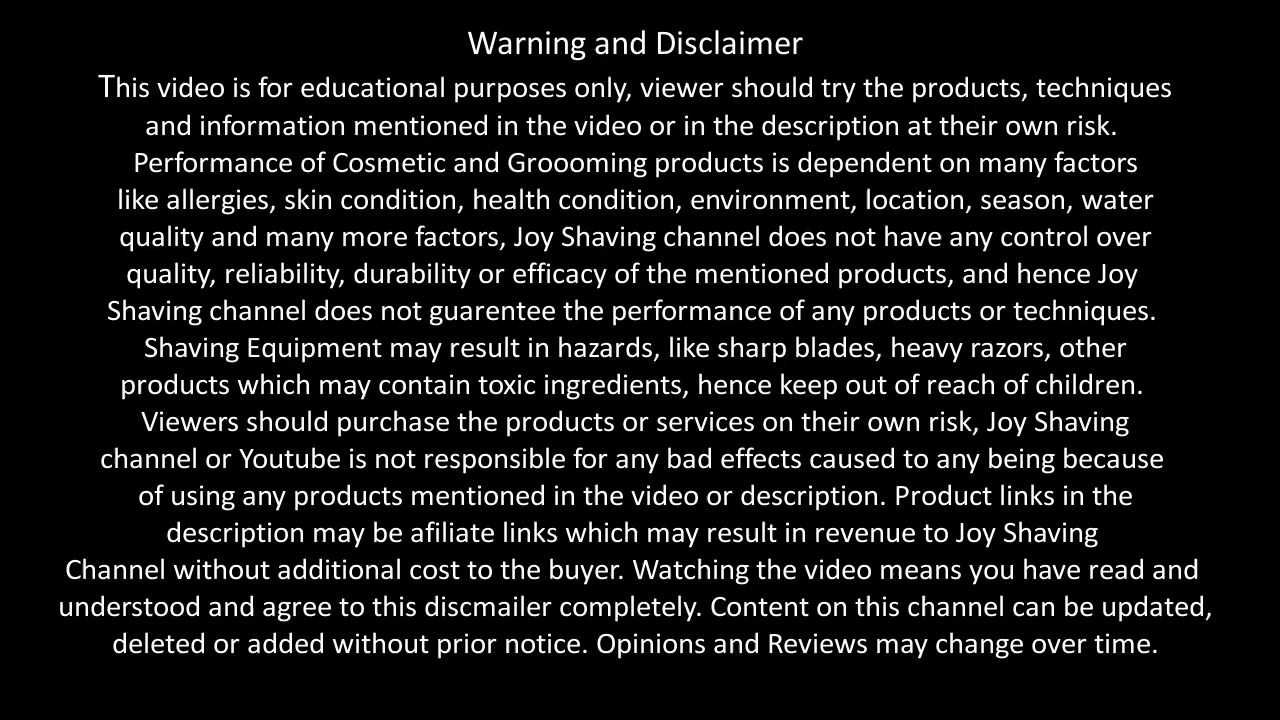 Warning and Disclaimer
This video is for educational purposes only, viewer should try the products, techniques
and information mentioned in the video or in the description at their own risk.
Performance of Cosmetic and Groooming products is dependent on many factors
like allergies, skin condition, health condition, environment, location, season, water
quality and many more factors, Joy Shaving channel does not have any control over
quality, reliability, durability or efficacy of the mentioned products, and hence Joy
Shaving channel does not guarentee the performance of any products or techniques.
Shaving Equipment may result in hazards, like sharp blades, heavy razors, other
products which may contain toxic ingredients, hence keep out of reach of children.
Viewers should purchase the products or services on their own risk, Joy Shaving
channel or Youtube is not responsible for any bad effects caused to any being because
of using any products mentioned in the video or description. Product links in the
description may be afiliate links which may result in revenue to Joy Shaving
Channel without additional cost to the buyer. Watching the video means you have read and
understood and agree to this discmailer completely. Content on this channel can be updated,
deleted or added without prior notice. Opinions and Reviews may change over time.